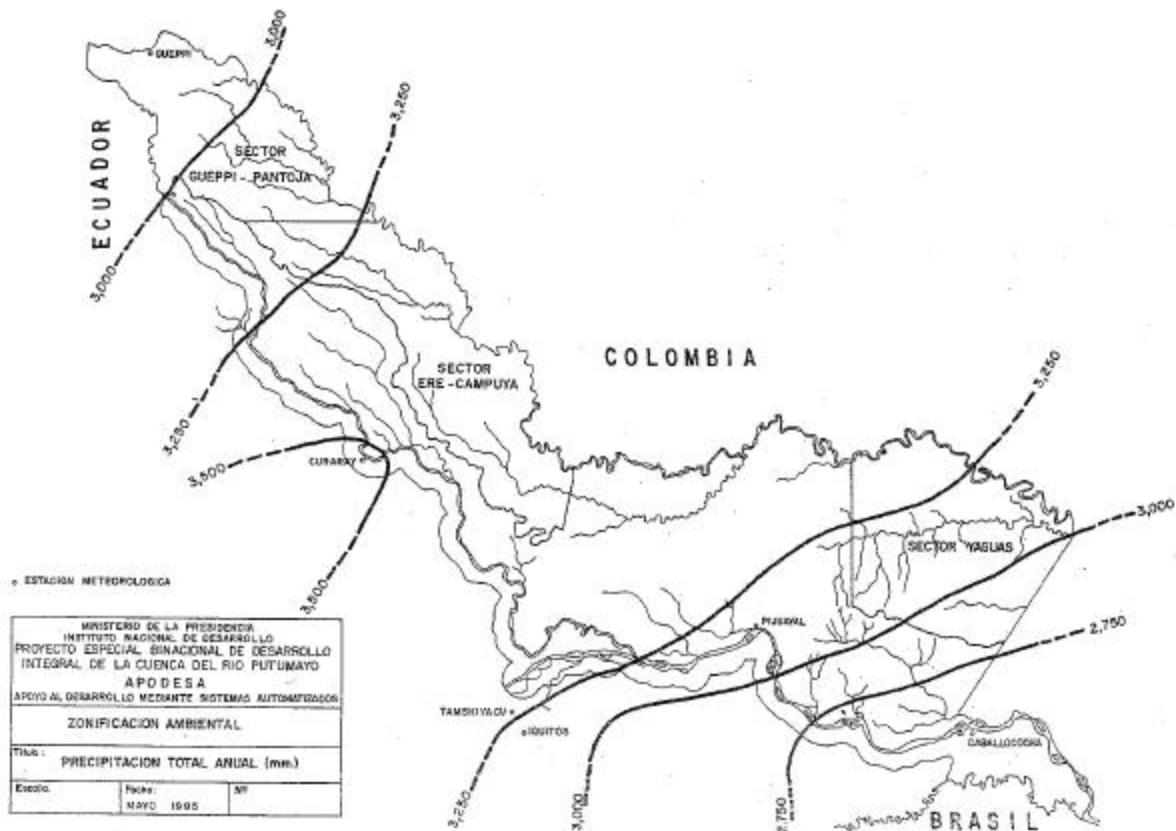 3,000
GUEPPI
3,250
ECUADOR
SECTOR
GUEPPI - PANTOJA
3,000
COLOMBIA
SECTOR
ERE-CAMPUYA
3,250
3,250
3,500
CURARAY
3,000
SECTOR YAGUAS
° ESTACION METEOROLOGICA
3,500
PIJUAYAL
2,750
MINISTERIO DE LA PRESIDENCIA
INSTITUTO NACIONAL DE DESARROLLO
PROYECTO ESPECIAL BINACIONAL DE DESARROLLO
INTEGRAL DE LA CUENCA DEL RIO PUTUMAYO
APODESA
APOYO AL DESARROLLO MEDIANTE SISTEMAS AUTOMATIZADOS
ZONIFICACION AMBIENTAL
TAMSHIYACU
IQUITOS
CABALLOCOCHA
Titulo:
PRECIPITACION TOTAL ANUAL (mm.)
Escala:
Fecha:
MAYO 1995
Nº
3,250
3,000
2,750
BRASIL